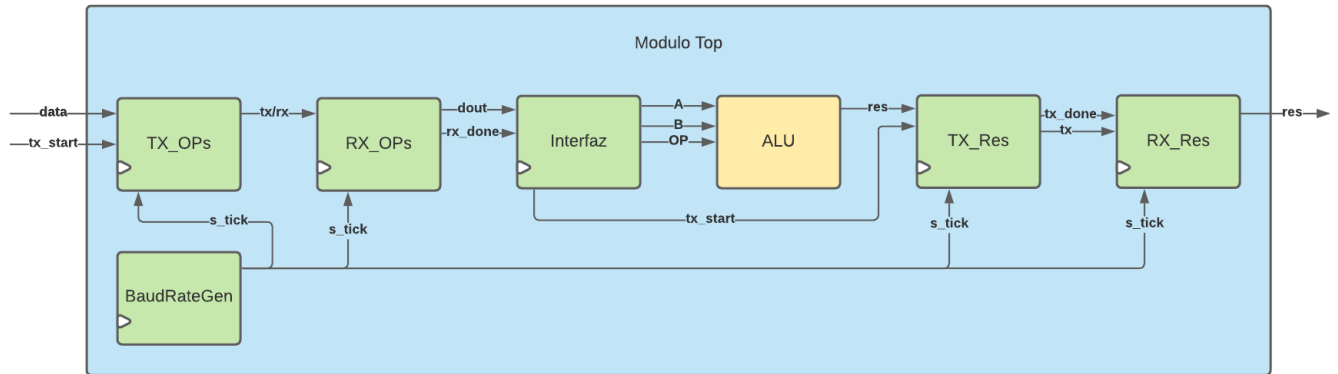 Modulo Top
data
tx_start
TX_OPs
tx/rx
RX_OPs
dout
rx_done
Interfaz
A
B
OP
ALU
res
TX_Res
tx_done
tx
RX_Res
res
s_tick
s_tick
tx_start
s_tick
s_tick
BaudRateGen